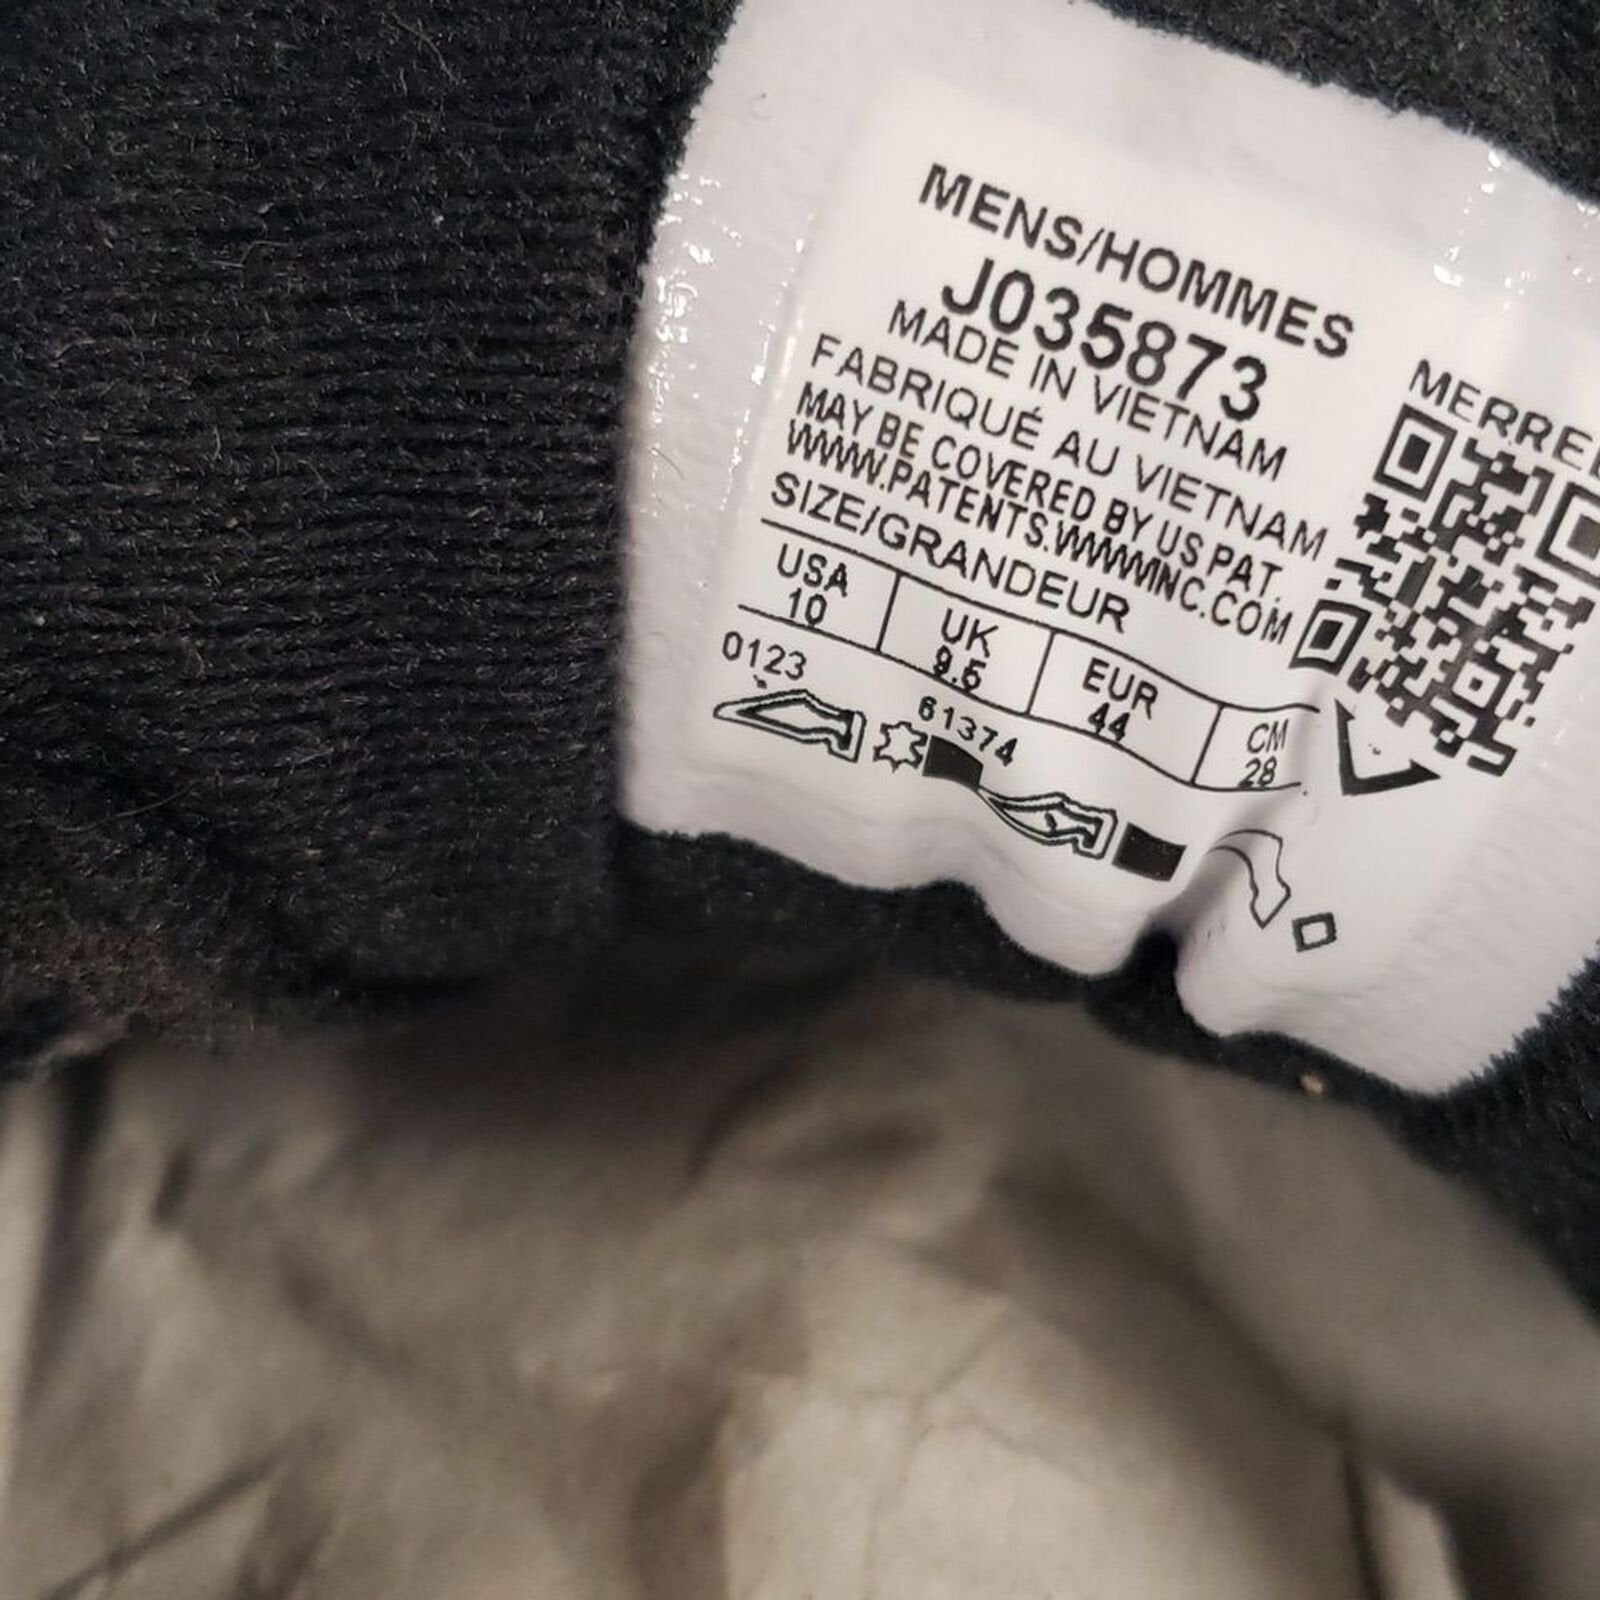 MENS/HOMMES
J035873
MADE IN VIETNAM
FABRIQUÉ AU VIETNAM
MAY BE COVERED BY US PAT.
WWW.PATENTS.WWWINC.COM
SIZE/GRANDEUR
USA UK EUR CM
10 9.5 44 28
0123
61374